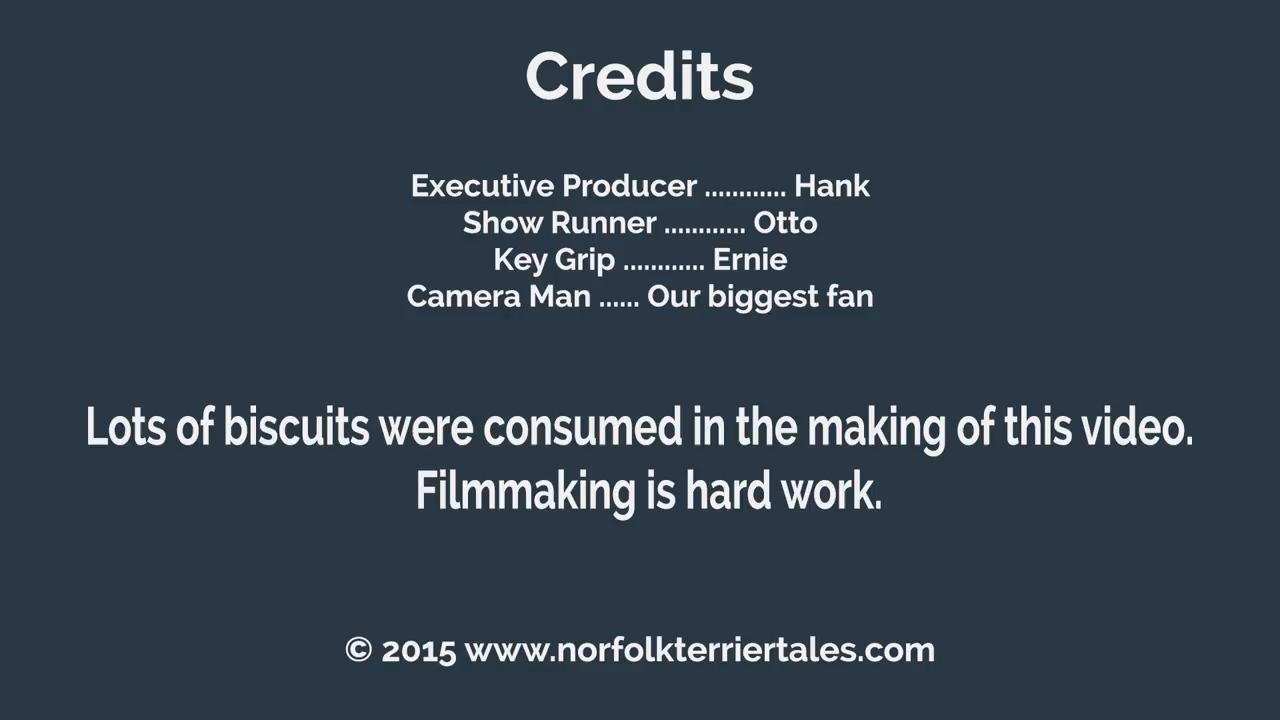 Credits
Executive Producer ............ Hank
Show Runner ............ Otto
Key Grip ............ Ernie
Camera Man ...... Our biggest fan
Lots of biscuits were consumed in the making of this video.
Filmmaking is hard work.
© 2015 www.norfolkterriertales.com